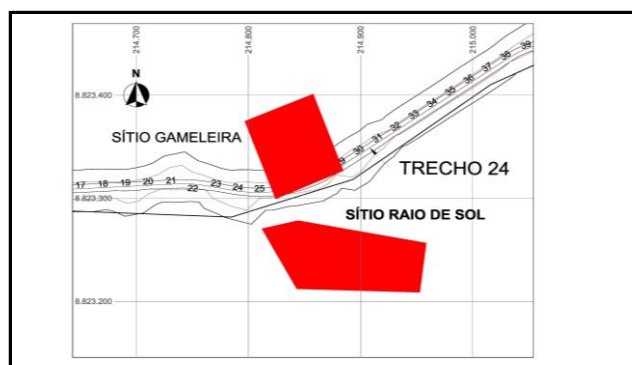 214.700 214.800 214.900 215.000
8.823.400
N
SÍTIO GAMELEIRA
17 18 19 20 21 22 23 24 25
9 30 31 32 33 34 35 36 37 38 39
TRECHO 24
8.823.300
SÍTIO RAIO DE SOL
8.823.200